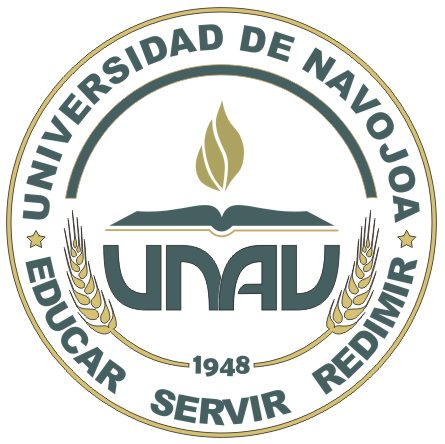 UNIVERSIDAD DE NAVOJOA
UNAV
1948
EDUCAR SERVIR REDIMIR